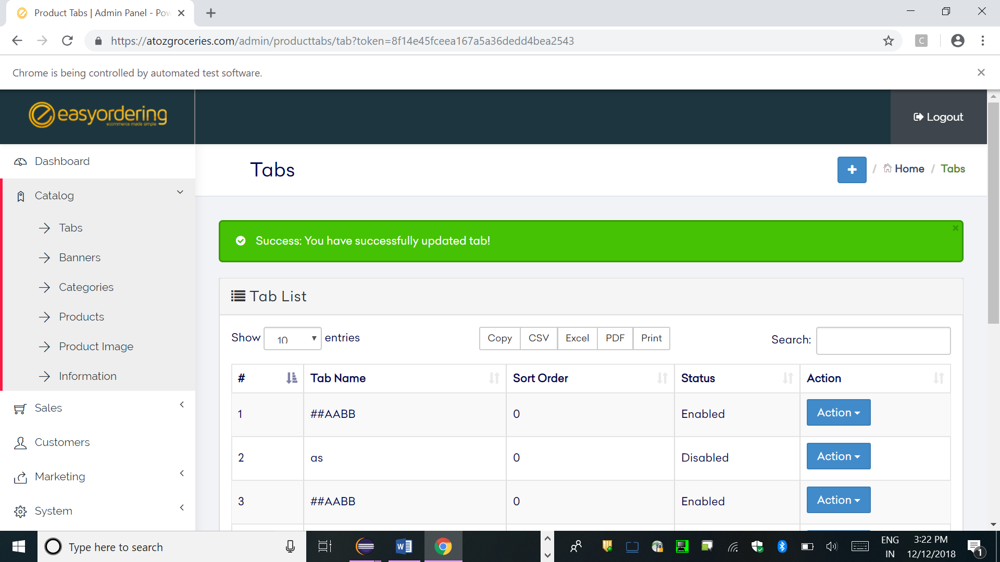 Product Tabs | Admin Panel - Pow
https://atozgroceries.com/admin/producttabs/tab?token=8f14e45fceea167a5a36dedd4bea2543
C
Chrome is being controlled by automated test software.
easyordering
ecommerce made simple
Logout
Dashboard
Catalog
Tabs
Banners
Categories
Products
Product Image
Information
Sales
Customers
Marketing
System
Tabs
+ / Home / Tabs
Success: You have successfully updated tab!
Tab List
Show 10 entries
Copy CSV Excel PDF Print
Search:
# Tab Name Sort Order Status Action
1 ##AABB 0 Enabled Action
2 as 0 Disabled Action
3 ##AABB 0 Enabled Action
Type here to search
ENG
IN
3:22 PM
12/12/2018
1